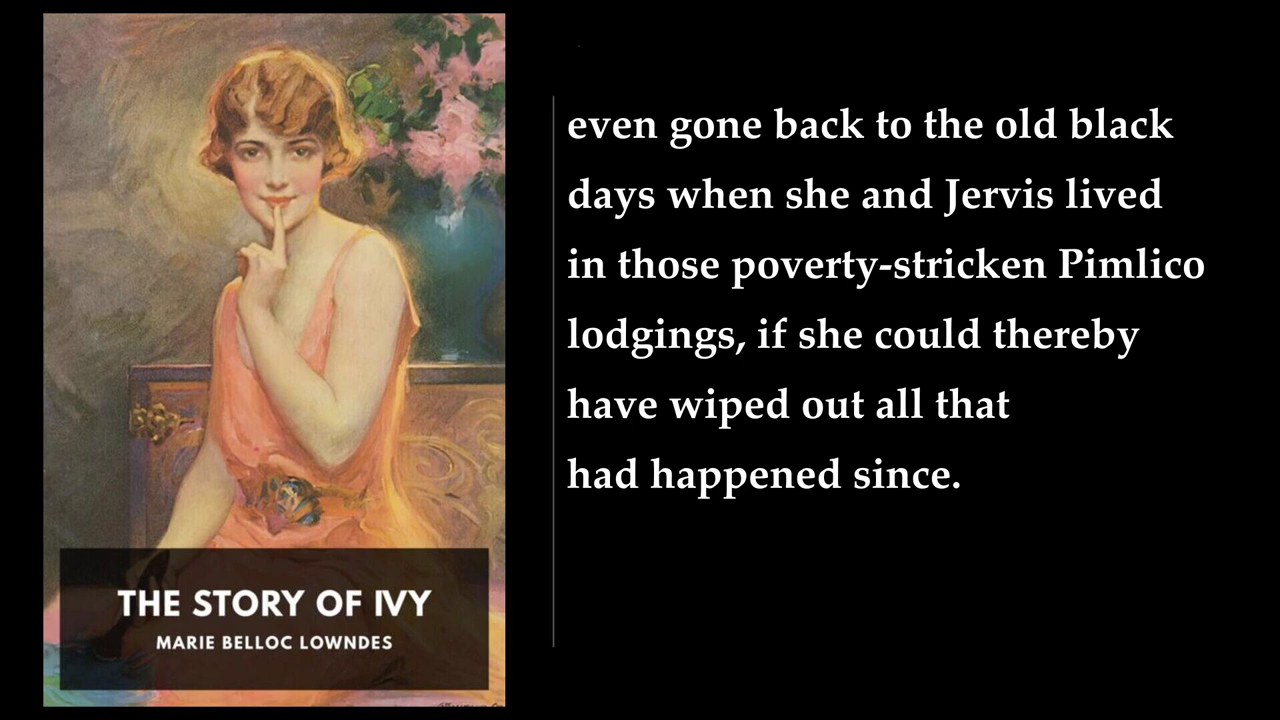 even gone back to the old black
days when she and Jervis lived
in those poverty-stricken Pimlico
lodgings, if she could thereby
have wiped out all that
had happened since.
THE STORY OF IVY
MARIE BELLOC LOWNDES